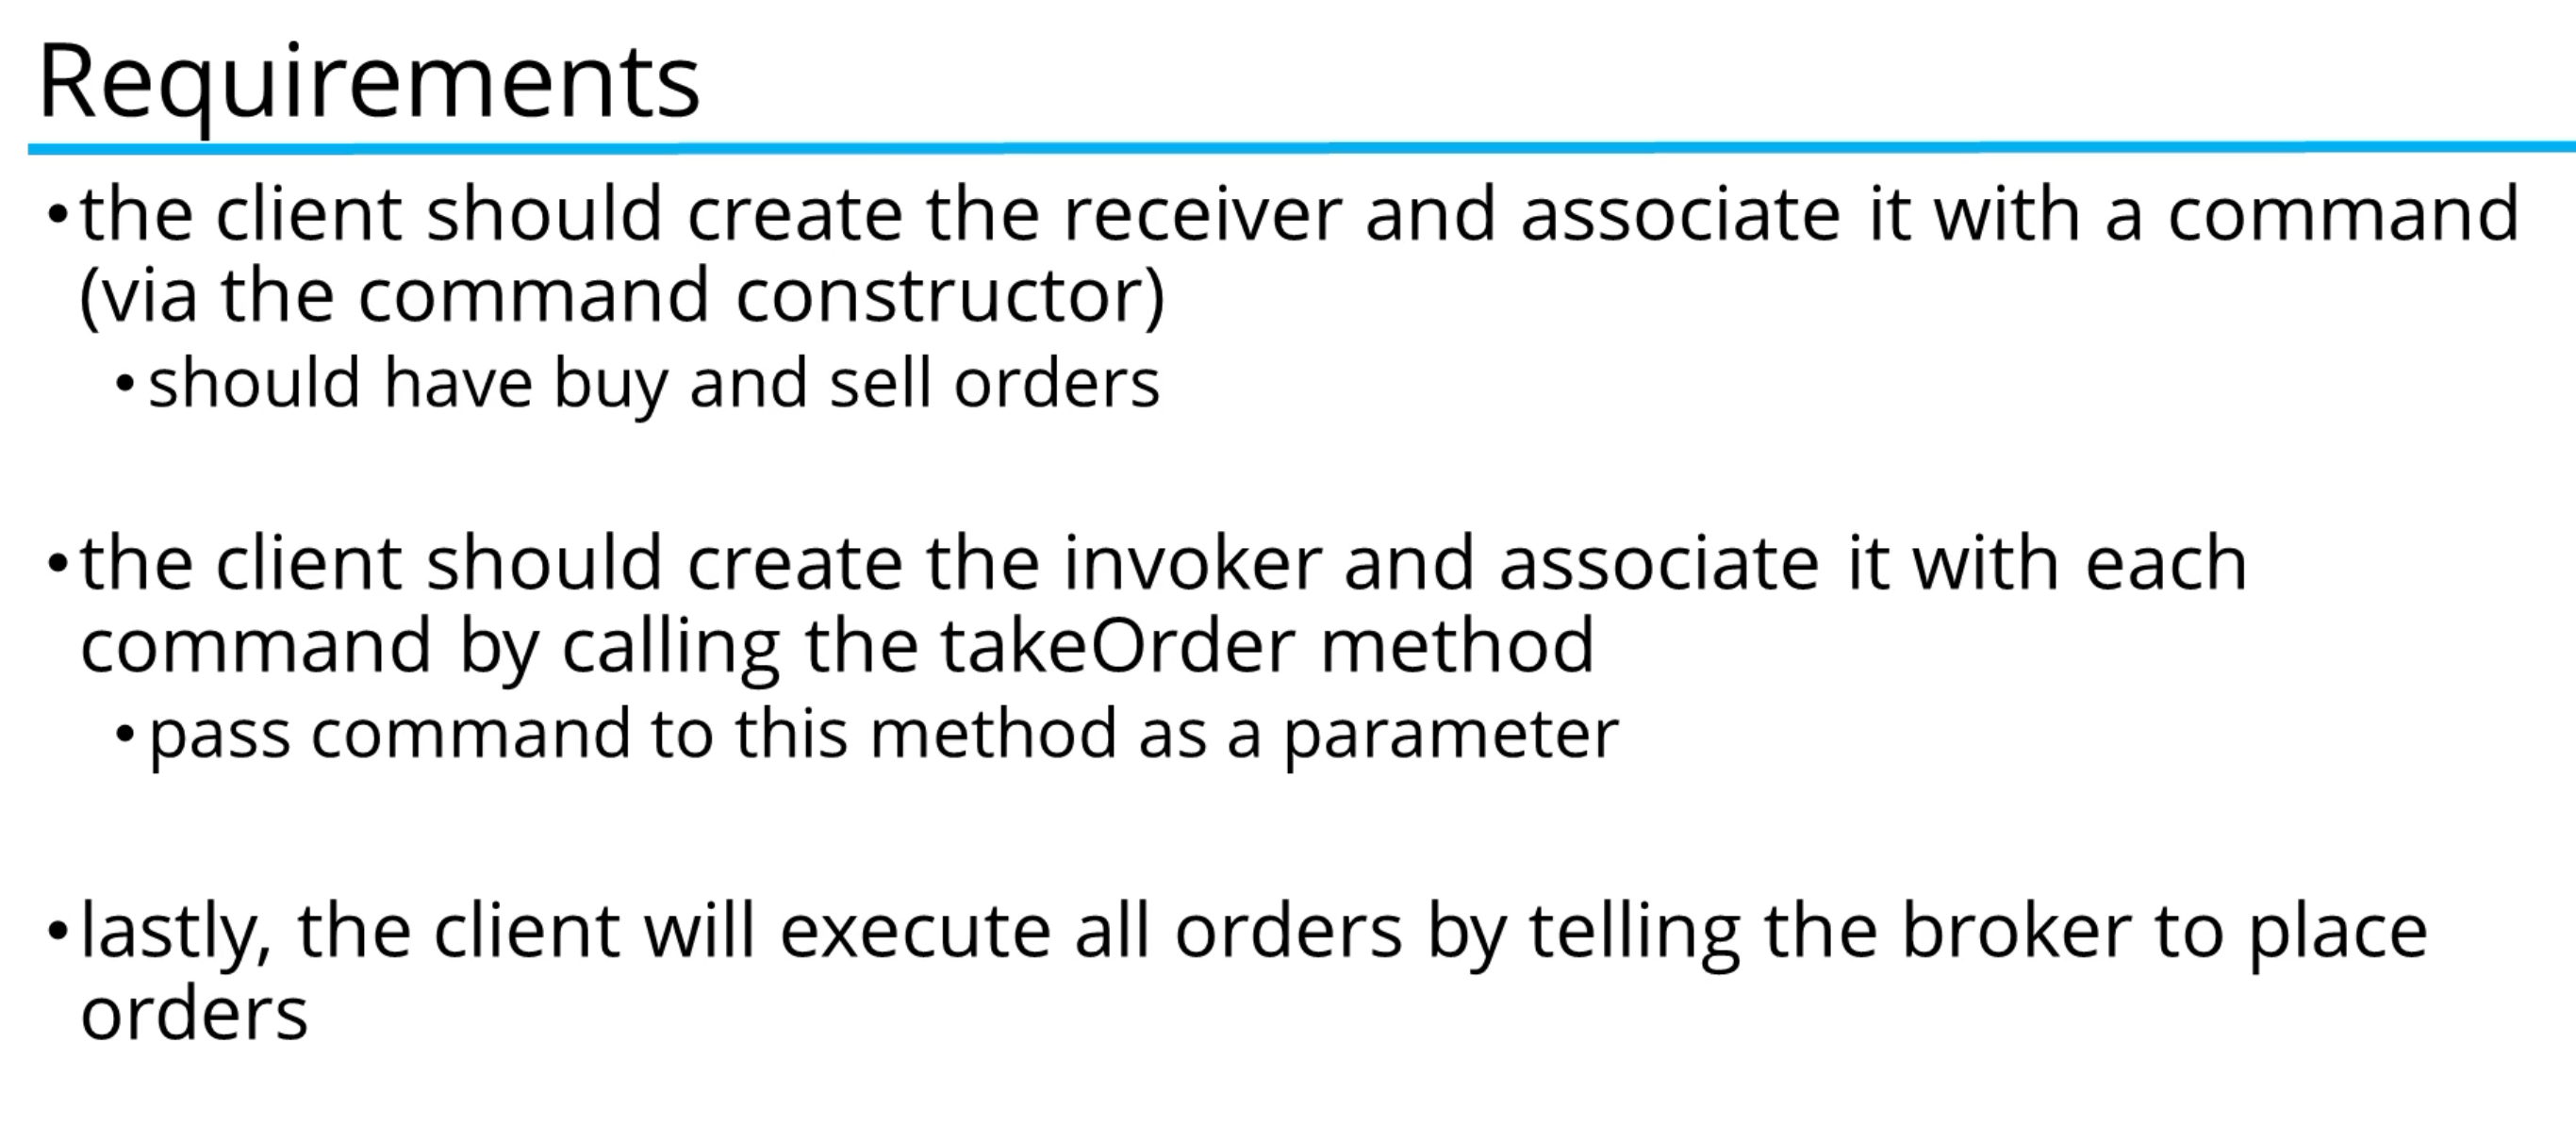 Requirements
•the client should create the receiver and associate it with a command
(via the command constructor)
•should have buy and sell orders
•the client should create the invoker and associate it with each
command by calling the takeOrder method
•pass command to this method as a parameter
•lastly, the client will execute all orders by telling the broker to place
orders